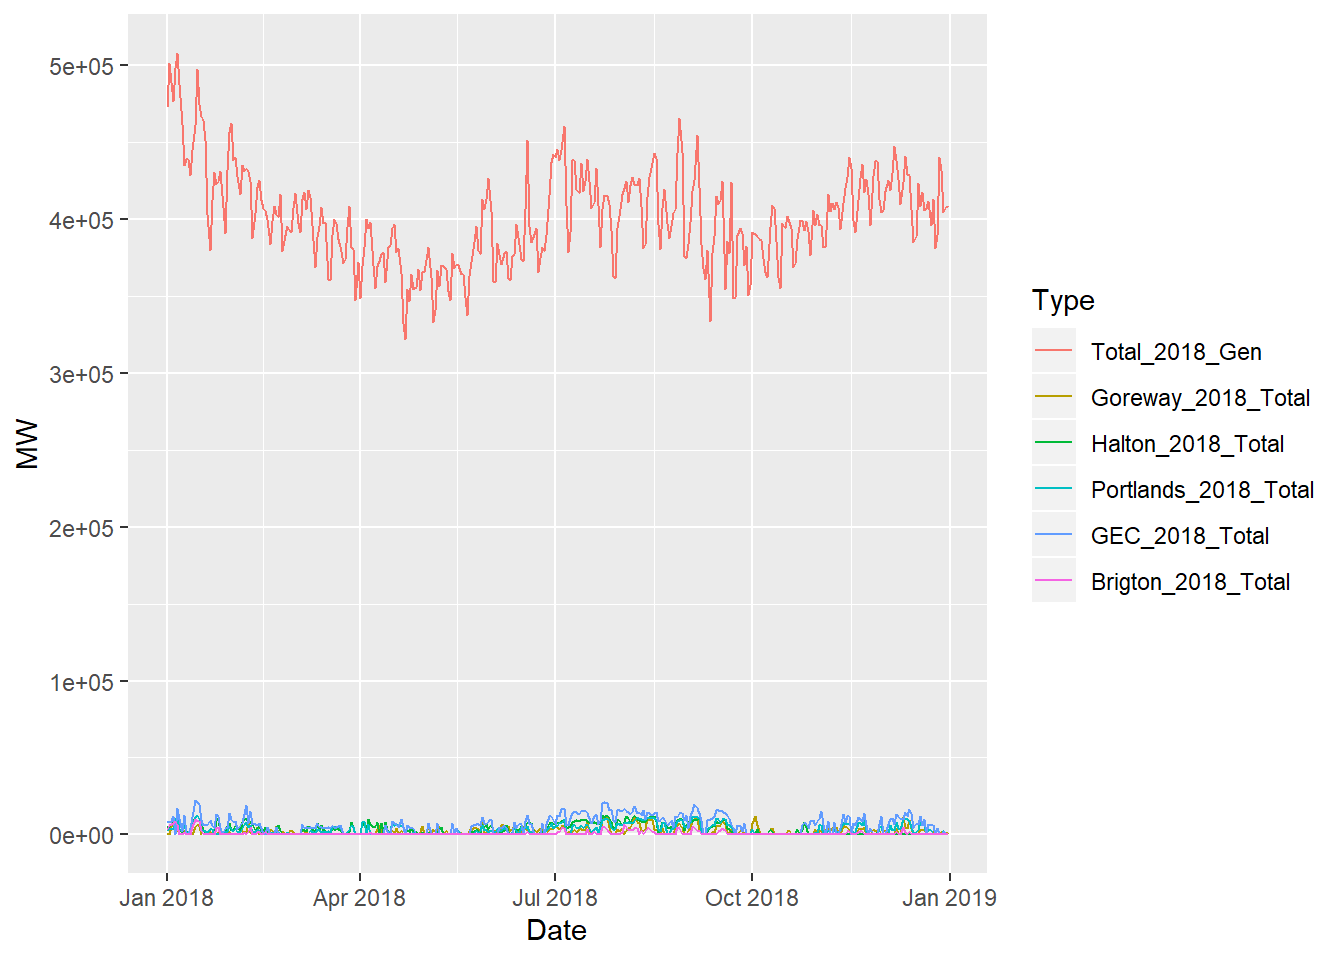 5e+05
4e+05
3e+05
2e+05
1e+05
0e+00
MW
Jan 2018
Apr 2018
Jul 2018
Oct 2018
Jan 2019
Date
Type
Total_2018_Gen
Goreway_2018_Total
Halton_2018_Total
Portlands_2018_Total
GEC_2018_Total
Brigton_2018_Total